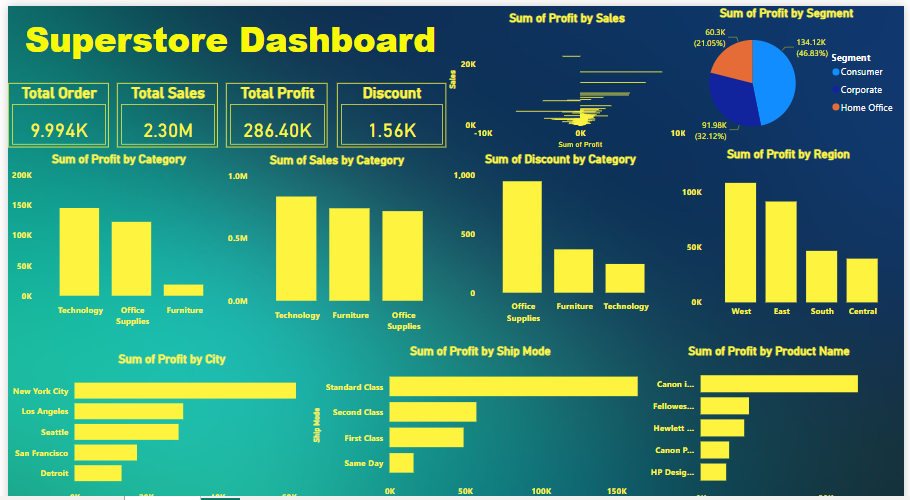 Superstore Dashboard
Total Order
9.994K
Total Sales
2.30M
Total Profit
286.40K
Discount
1.56K
Sum of Profit by Sales
Sales
20K
0K
-10K
0K
10K
Sum of Profit
Sum of Profit by Segment
60.3K
(21.05%)
134.12K
(46.83%)
91.98K
(32.12%)
Segment
Consumer
Corporate
Home Office
Sum of Profit by Category
200K
150K
100K
50K
0K
Technology
Office
Supplies
Furniture
Sum of Sales by Category
1.0M
0.5M
0.0M
Technology
Furniture
Office
Supplies
Sum of Discount by Category
1,000
500
0
Office
Supplies
Furniture
Technology
Sum of Profit by Region
100K
50K
0K
West
East
South
Central
Sum of Profit by City
New York City
Los Angeles
Seattle
San Francisco
Detroit
Sum of Profit by Ship Mode
Ship Mode
Standard Class
Second Class
First Class
Same Day
0K
50K
100K
150K
Sum of Profit by Product Name
Canon i...
Fellowes...
Hewlett ...
Canon P...
HP Desig...